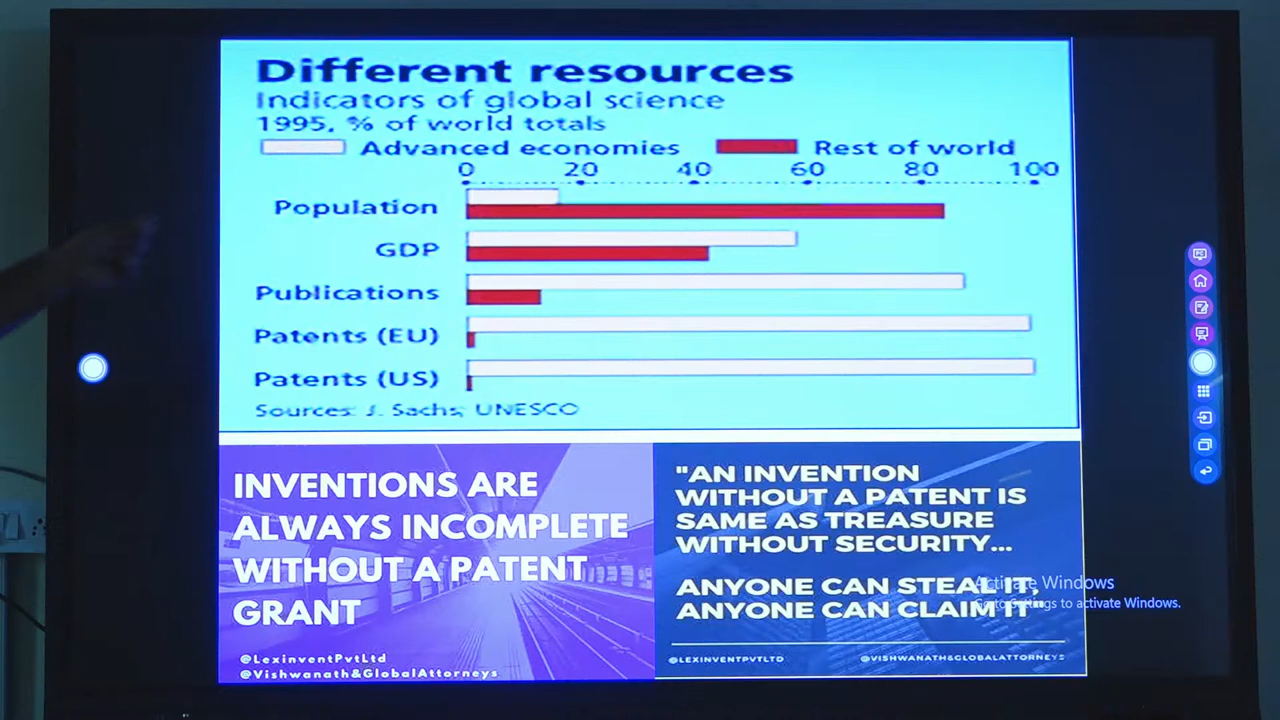 Different resources
Indicators of global science
1995, % of world totals
Advanced economies Rest of world
0 20 40 60 80 100
Population
GDP
Publications
Patents (EU)
Patents (US)
Sources: J. Sachs; UNESCO
INVENTIONS ARE
ALWAYS INCOMPLETE
WITHOUT A PATENT
GRANT
@LexinventPvtLtd
@Vishwanath&GlobalAttorneys
"AN INVENTION
WITHOUT A PATENT IS
SAME AS TREASURE
WITHOUT SECURITY...
ANYONE CAN STEAL IT,
ANYONE CAN CLAIM IT"
@LEXINVENTPVTLTD @VISHWANATH&GLOBALATTORNEYS
Activate Windows
Go to Settings to activate Windows.